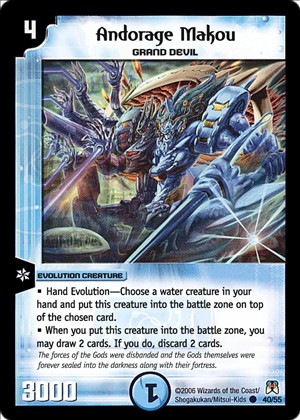 4
Andorage Makou
GRAND DEVIL
EVOLUTION CREATURE
▪ Hand Evolution—Choose a water creature in your
hand and put this creature into the battle zone on top
of the chosen card.
▪ When you put this creature into the battle zone, you
may draw 2 cards. If you do, discard 2 cards.
The forces of the Gods were disbanded and the Gods themselves were
forever sealed into the darkness along with their fortress.
3000
1
©2006 Wizards of the Coast/
Shogakukan/Mitsui-Kids
40/55